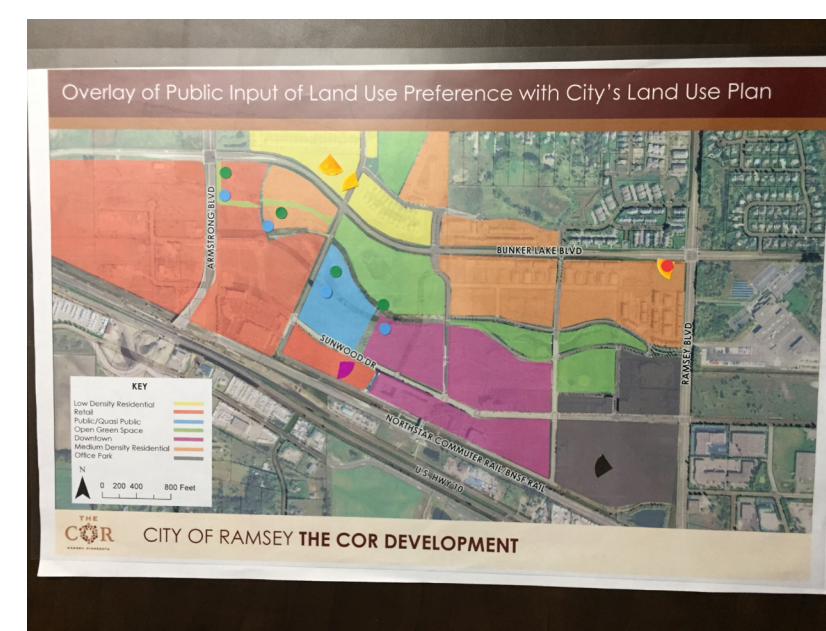 Overlay of Public Input of Land Use Preference with City's Land Use Plan
ARMSTRONG BLVD
BUNKER LAKE BLVD
RAMSEY BLVD
SUNWOOD DR
NORTHSTAR COMMUTER RAIL-BNSF RAIL
U.S. HWY 10
KEY
Low Density Residential
Retail
Public/Quasi Public
Open Green Space
Downtown
Medium Density Residential
Office Park
N
0 200 400 800 Feet
THE
COR
RAMSEY, MINNESOTA
CITY OF RAMSEY THE COR DEVELOPMENT